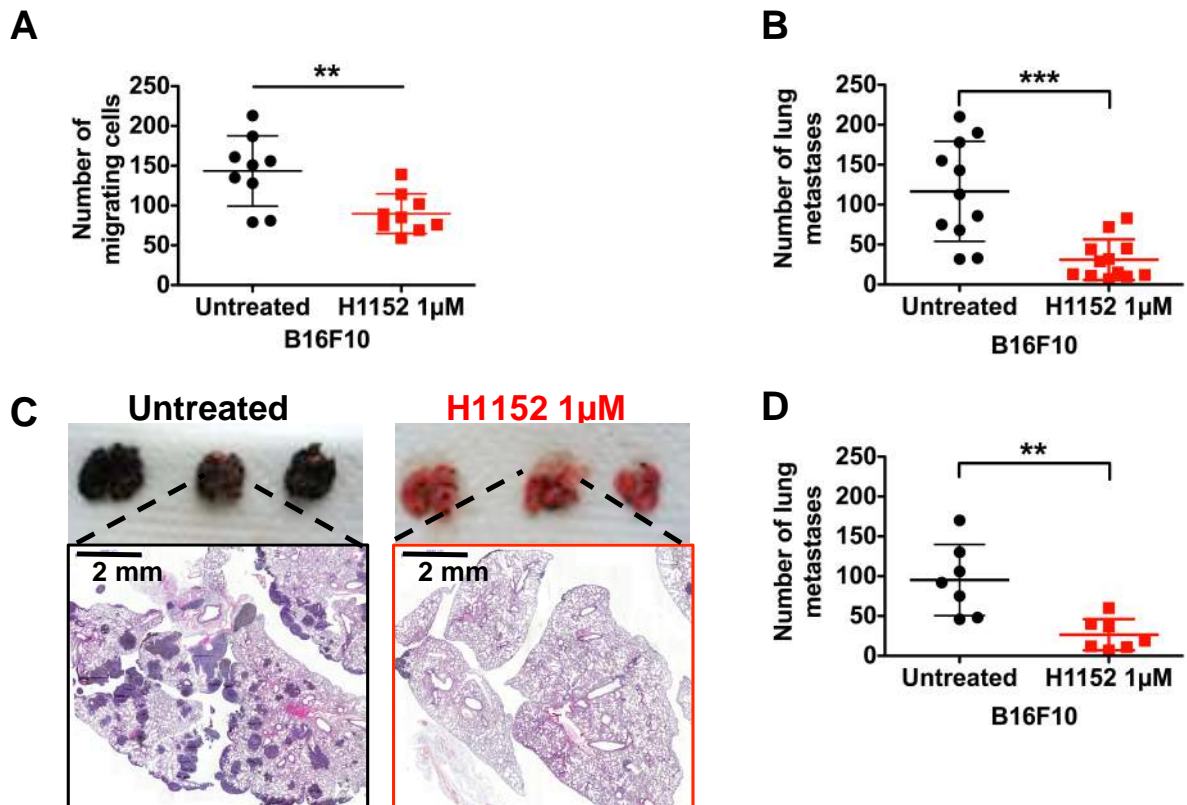 A
Number of
migrating cells
250
200
150
100
50
0
**
Untreated
H1152 1µM
B16F10
B
Number of lung
metastases
250
200
150
100
50
0
***
Untreated
H1152 1µM
B16F10
C
Untreated
H1152 1µM
2 mm
2 mm
D
Number of lung
metastases
250
200
150
100
50
0
**
Untreated
H1152 1µM
B16F10